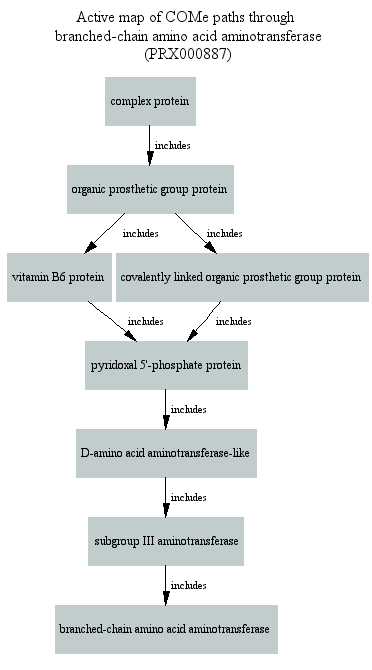 Active map of COMe paths through
branched-chain amino acid aminotransferase
(PRX000887)
complex protein
includes
organic prosthetic group protein
includes
includes
vitamin B6 protein
covalently linked organic prosthetic group protein
includes
includes
pyridoxal 5'-phosphate protein
includes
D-amino acid aminotransferase-like
includes
subgroup III aminotransferase
includes
branched-chain amino acid aminotransferase